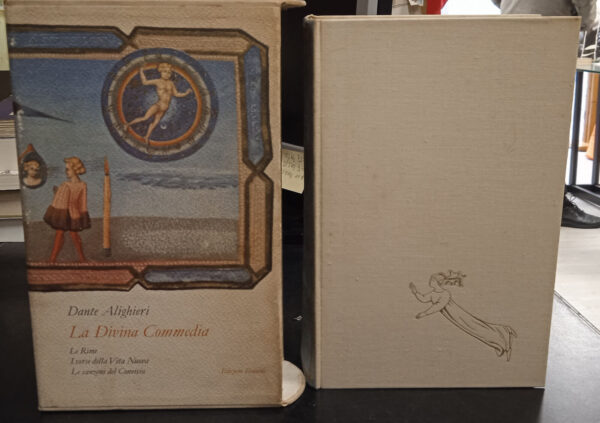 Dante Alighieri
La Divina Commedia
Le Rime
I versi della Vita Nuova
Le canzoni del Convivio